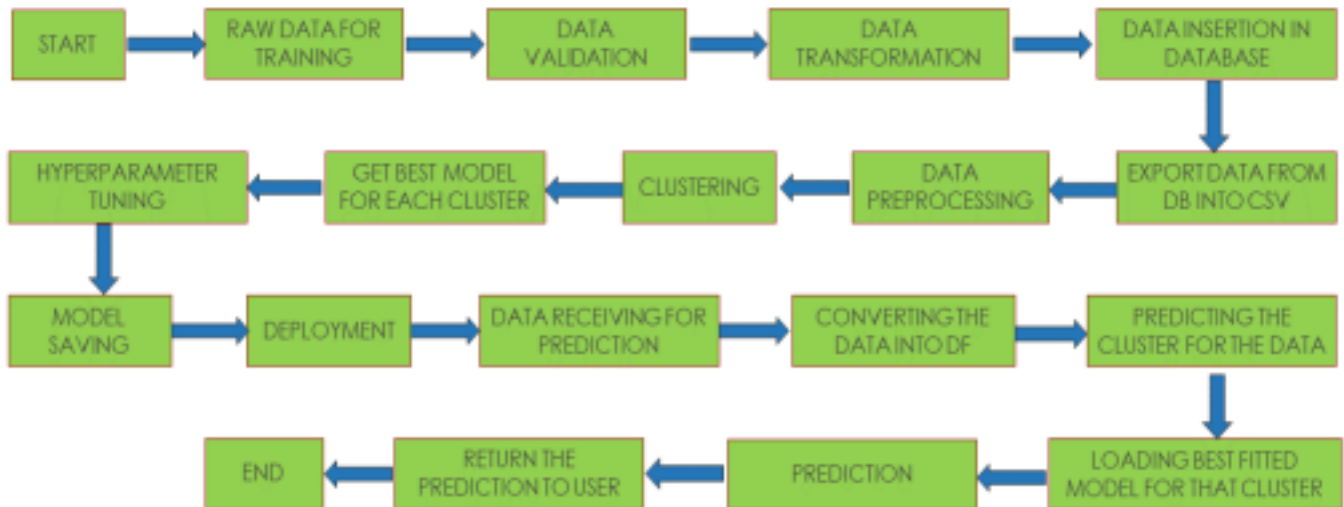 START
RAW DATA FOR
TRAINING
DATA
VALIDATION
DATA
TRANSFORMATION
DATA INSERTION IN
DATABASE
EXPORT DATA FROM
DB INTO CSV
DATA
PREPROCESSING
CLUSTERING
GET BEST MODEL
FOR EACH CLUSTER
HYPERPARAMETER
TUNING
MODEL
SAVING
DEPLOYMENT
DATA RECEIVING FOR
PREDICTION
CONVERTING THE
DATA INTO DF
PREDICTING THE
CLUSTER FOR THE DATA
LOADING BEST FITTED
MODEL FOR THAT CLUSTER
PREDICTION
RETURN THE
PREDICTION TO USER
END